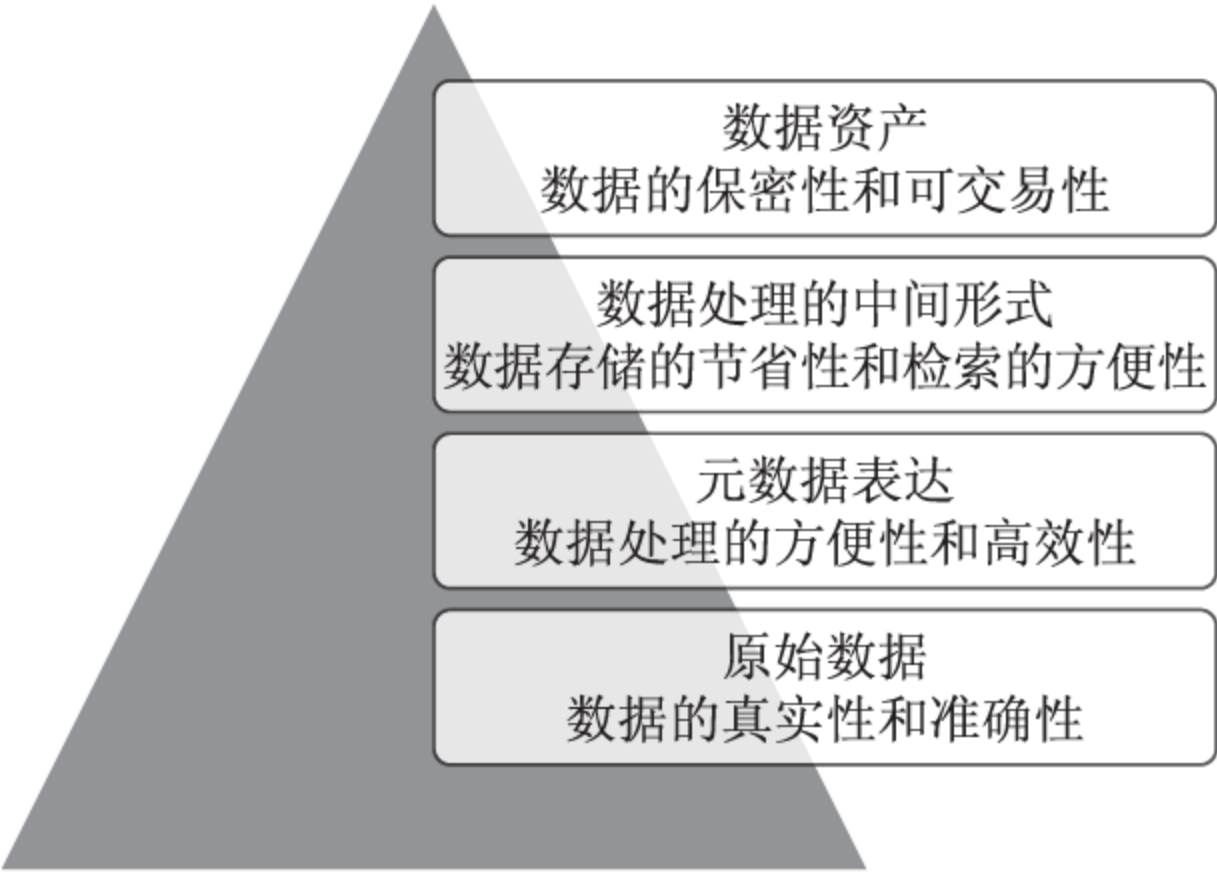 数据资产
数据的保密性和可交易性
数据处理的中间形式
数据存储的节省性和检索的方便性
元数据表达
数据处理的方便性和高效性
原始数据
数据的真实性和准确性